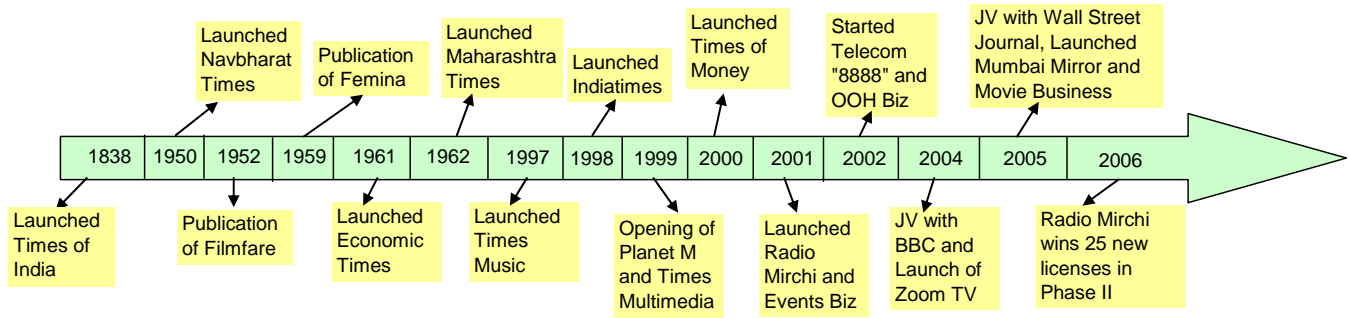 Launched
Navbharat
Times
Publication
of Femina
Launched
Maharashtra
Times
Launched
Indiatimes
Launched
Times of
Money
Started
Telecom
"8888" and
OOH Biz
JV with Wall Street
Journal, Launched
Mumbai Mirror and
Movie Business
1838 1950 1952 1959 1961 1962 1997 1998 1999 2000 2001 2002 2004 2005 2006
Launched
Times of
India
Publication
of Filmfare
Launched
Economic
Times
Launched
Times
Music
Opening of
Planet M
and Times
Multimedia
Launched
Radio
Mirchi and
Events Biz
JV with
BBC and
Launch of
Zoom TV
Radio Mirchi
wins 25 new
licenses in
Phase II